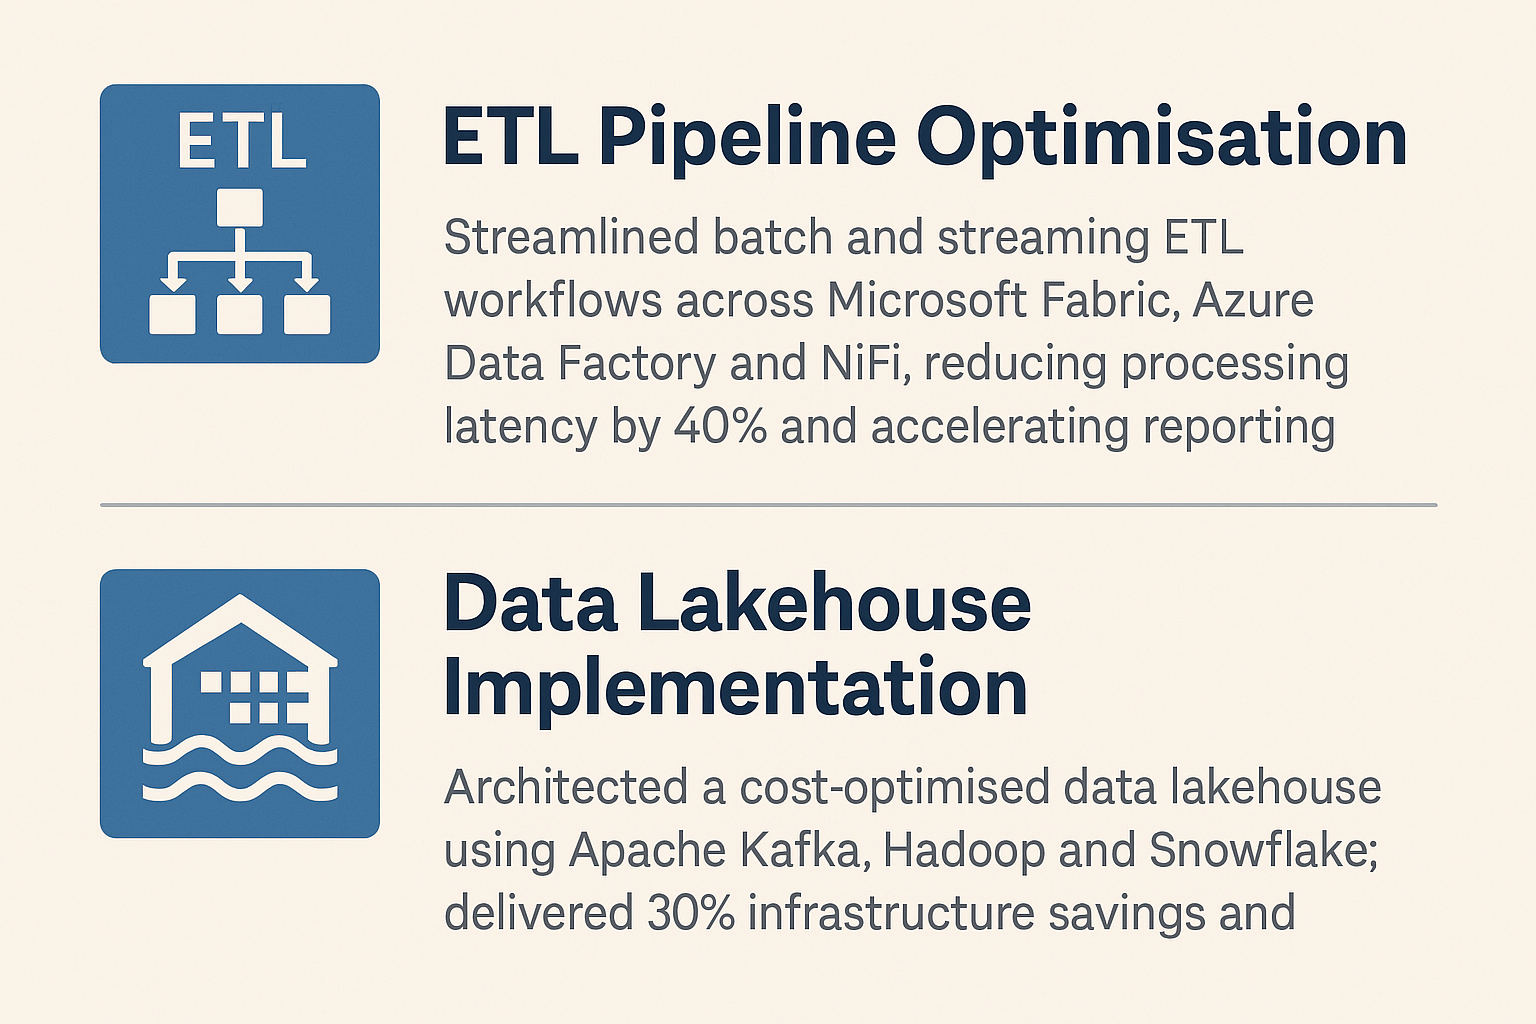 ETL
ETL Pipeline Optimisation
Streamlined batch and streaming ETL
workflows across Microsoft Fabric, Azure
Data Factory and NiFi, reducing processing
latency by 40% and accelerating reporting
Data Lakehouse
Implementation
Architected a cost-optimised data lakehouse
using Apache Kafka, Hadoop and Snowflake;
delivered 30% infrastructure savings and